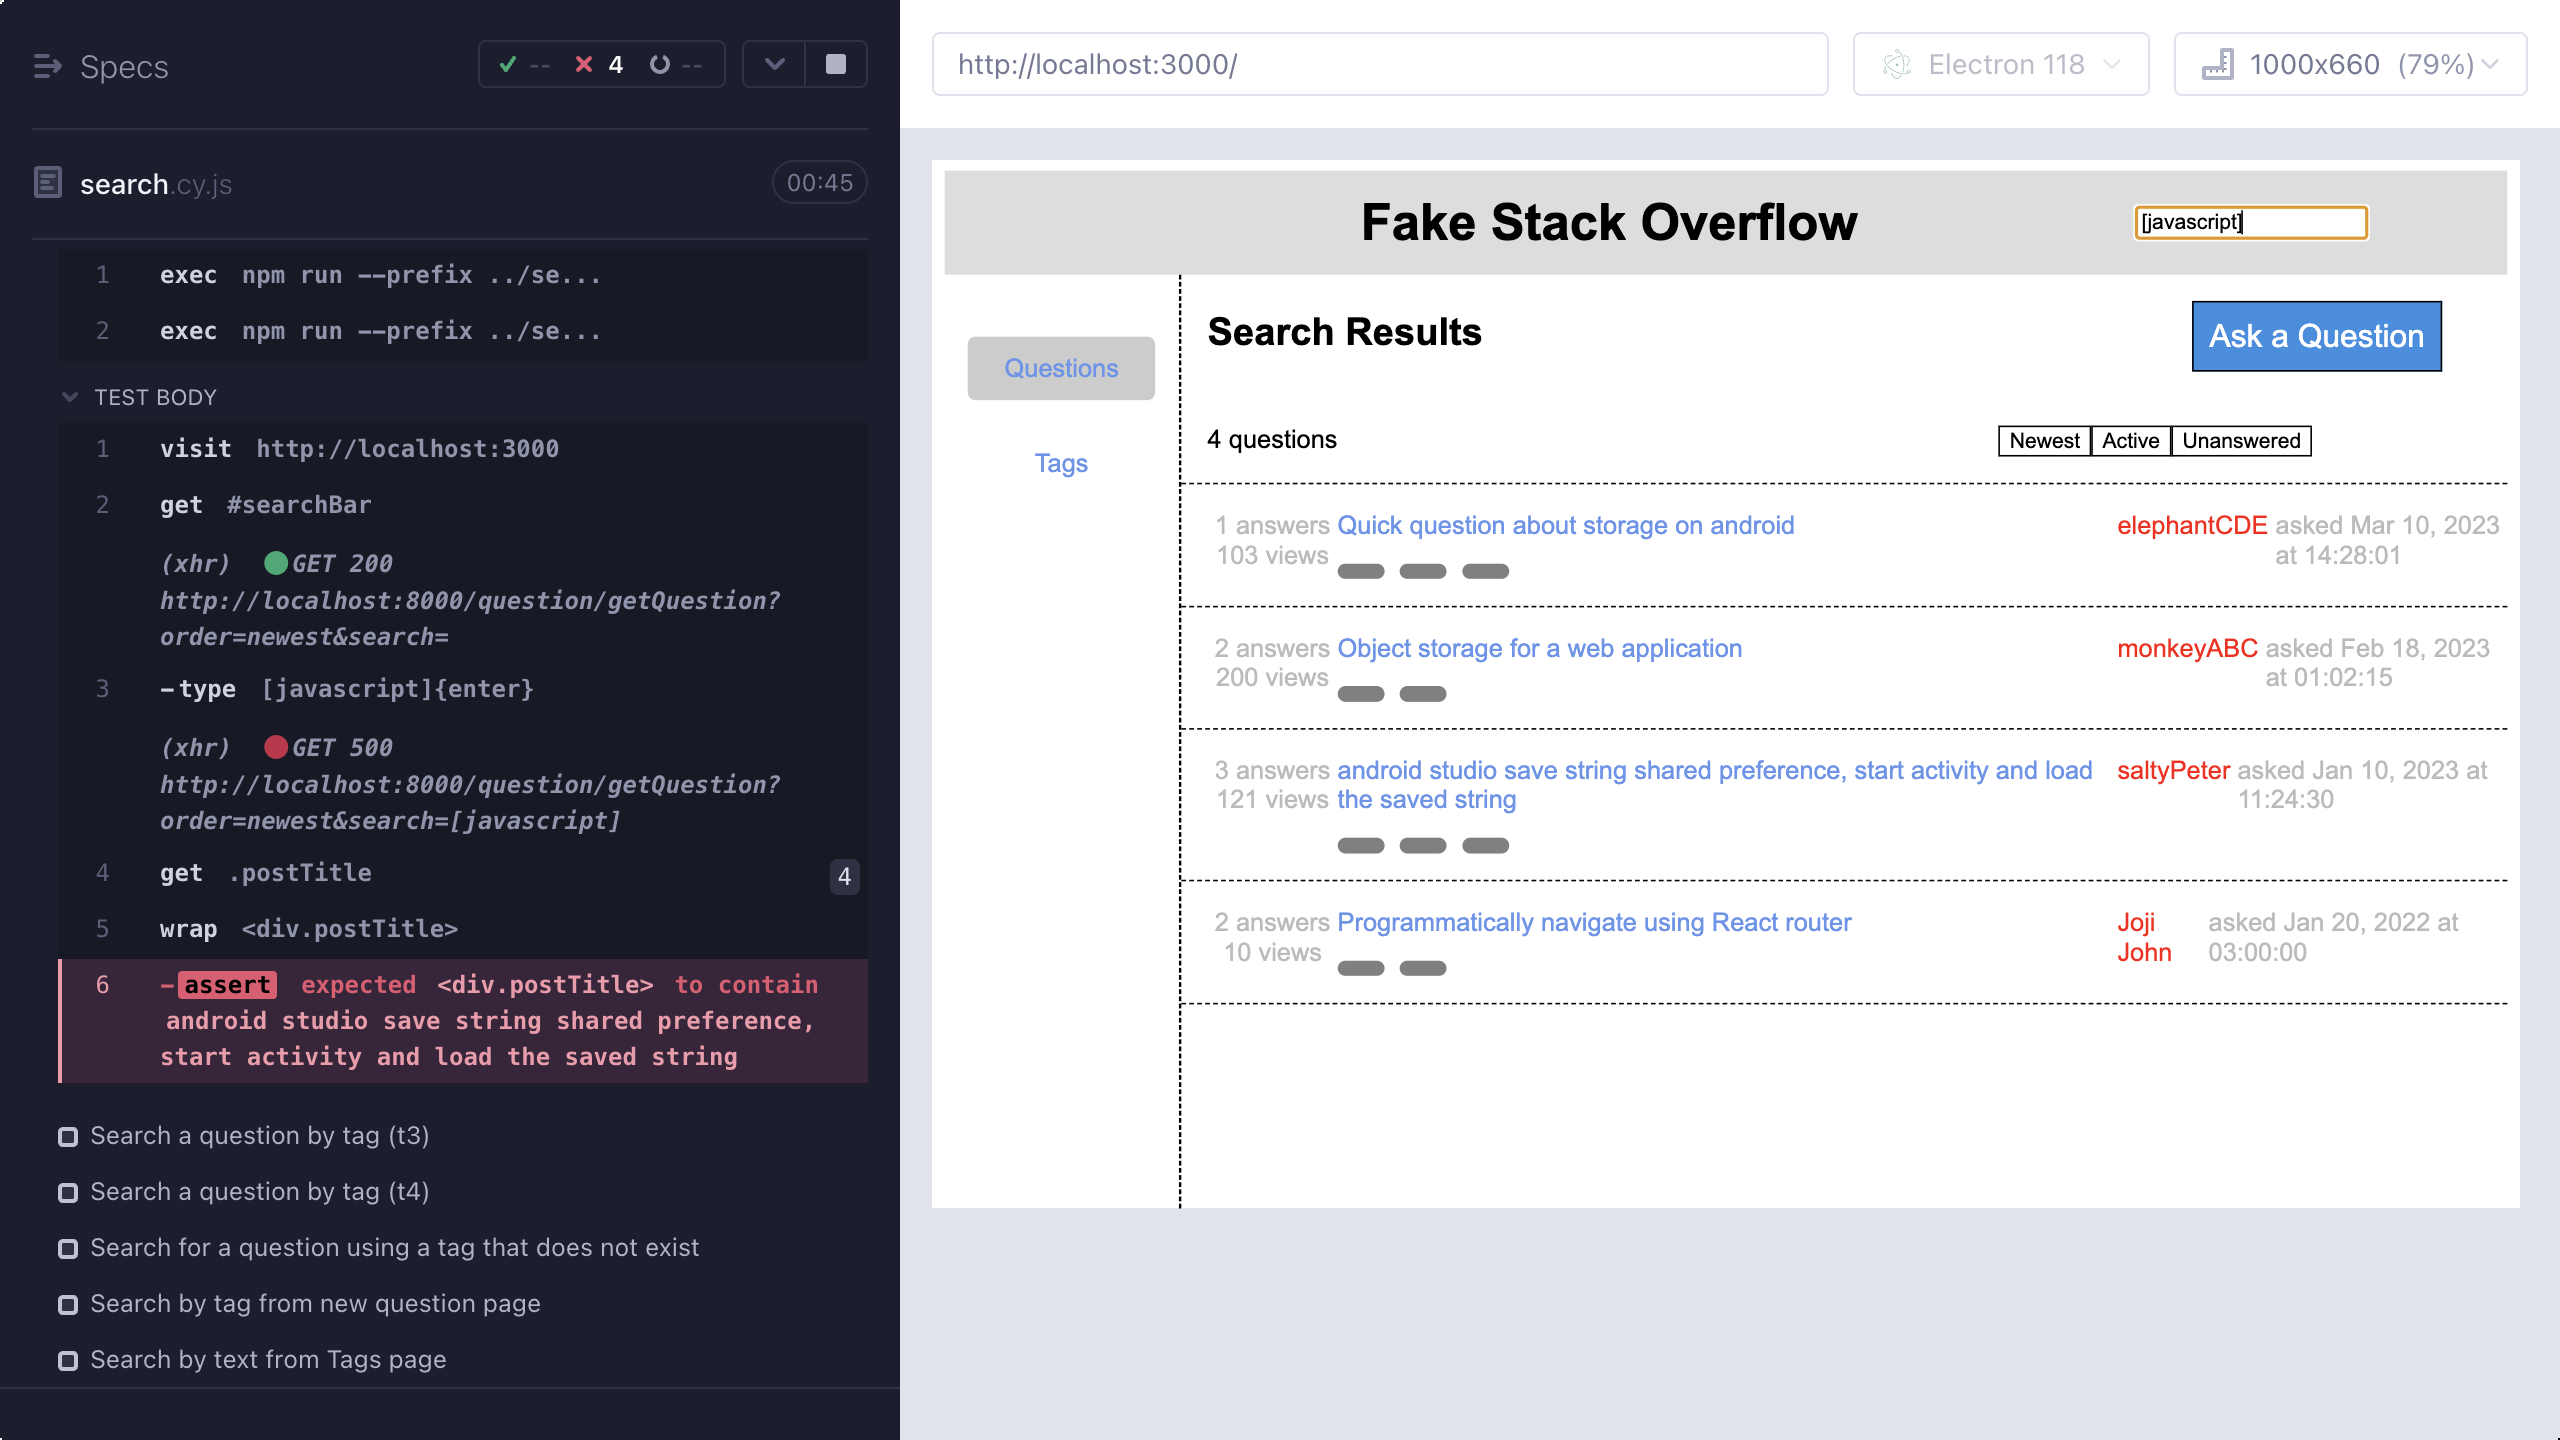 Specs
-- 4 --
search.cy.js
00:45
1 exec npm run --prefix ../se...
2 exec npm run --prefix ../se...
TEST BODY
1 visit http://localhost:3000
2 get #searchBar
(xhr) GET 200
http://localhost:8000/question/getQuestion?
order=newest&search=
3 -type [javascript]{enter}
(xhr) GET 500
http://localhost:8000/question/getQuestion?
order=newest&search=[javascript]
4 get .postTitle 4
5 wrap <div.postTitle>
6 -assert expected <div.postTitle> to contain
android studio save string shared preference,
start activity and load the saved string
Search a question by tag (t3)
Search a question by tag (t4)
Search for a question using a tag that does not exist
Search by tag from new question page
Search by text from Tags page
http://localhost:3000/
Electron 118
1000x660 (79%)
Fake Stack Overflow
[javascript]
Questions
Tags
Search Results
Ask a Question
4 questions
Newest Active Unanswered
1 answers Quick question about storage on android elephantCDE asked Mar 10, 2023
103 views at 14:28:01
2 answers Object storage for a web application monkeyABC asked Feb 18, 2023
200 views at 01:02:15
3 answers android studio save string shared preference, start activity and load saltyPeter asked Jan 10, 2023 at
121 views the saved string 11:24:30
2 answers Programmatically navigate using React router Joji asked Jan 20, 2022 at
10 views John 03:00:00